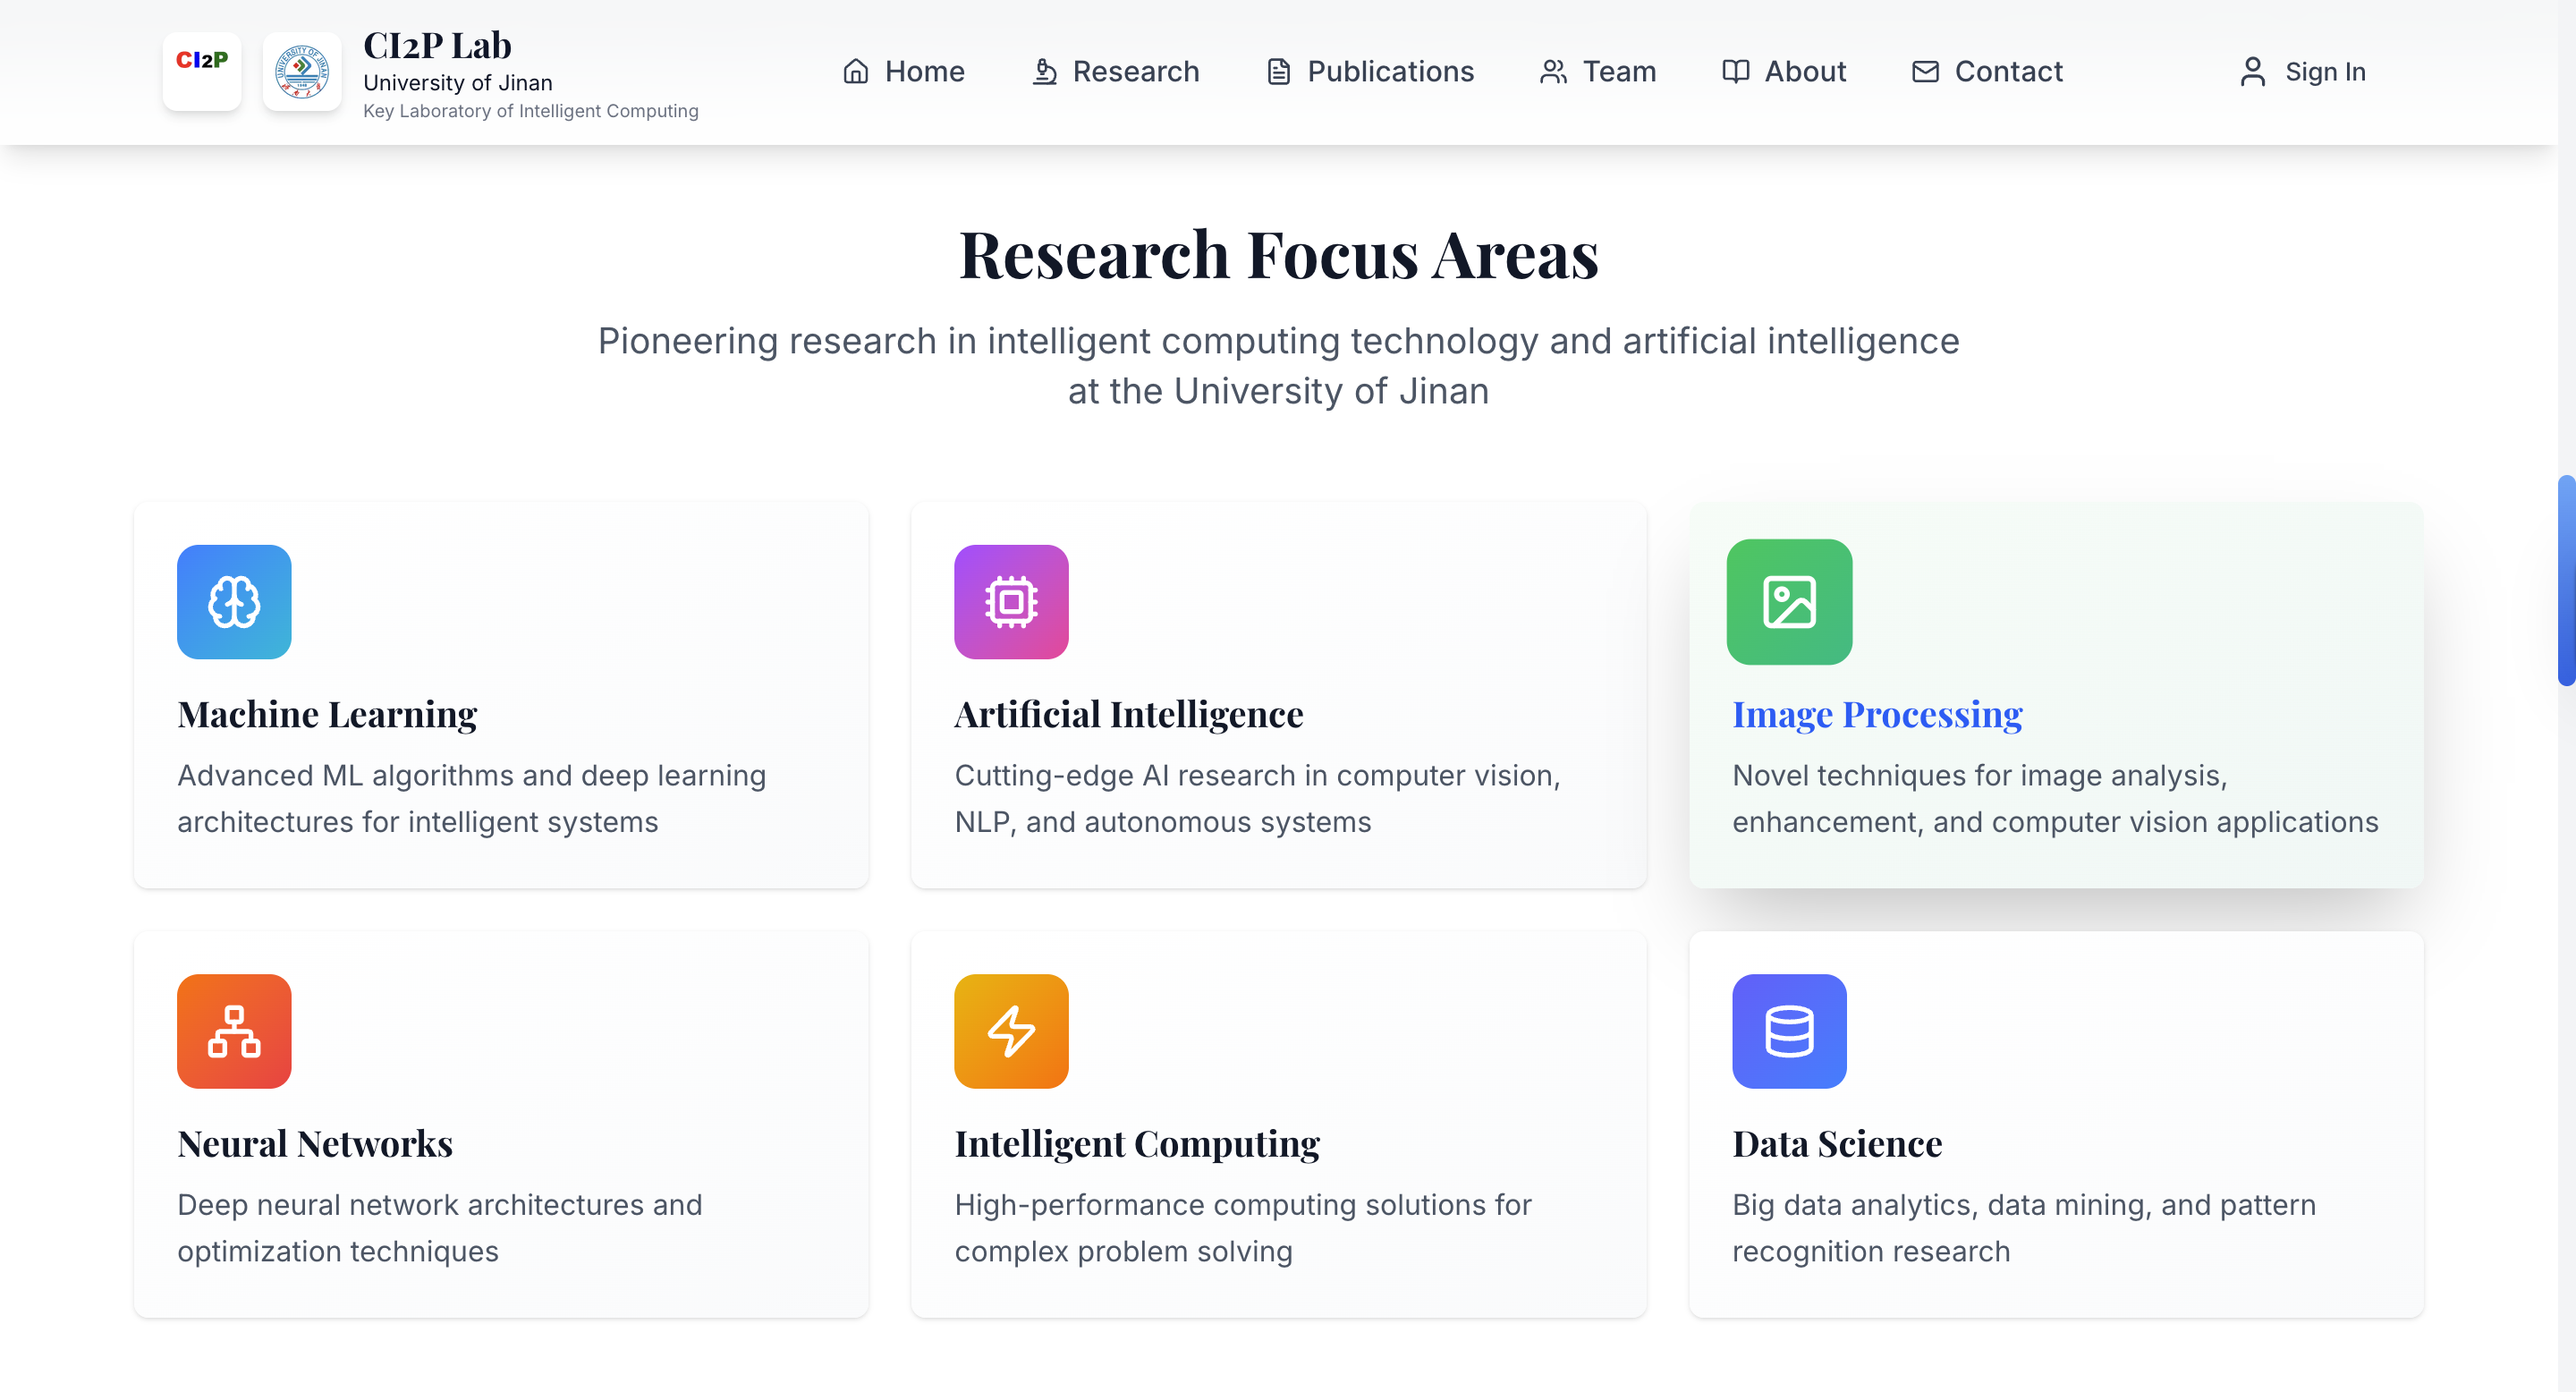 CI2P
UNIVERSITY OF JINAN
CI2P Lab
University of Jinan
Key Laboratory of Intelligent Computing
Home
Research
Publications
Team
About
Contact
Sign In
Research Focus Areas
Pioneering research in intelligent computing technology and artificial intelligence
at the University of Jinan
Machine Learning
Advanced ML algorithms and deep learning
architectures for intelligent systems
Artificial Intelligence
Cutting-edge AI research in computer vision,
NLP, and autonomous systems
Image Processing
Novel techniques for image analysis,
enhancement, and computer vision applications
Neural Networks
Deep neural network architectures and
optimization techniques
Intelligent Computing
High-performance computing solutions for
complex problem solving
Data Science
Big data analytics, data mining, and pattern
recognition research